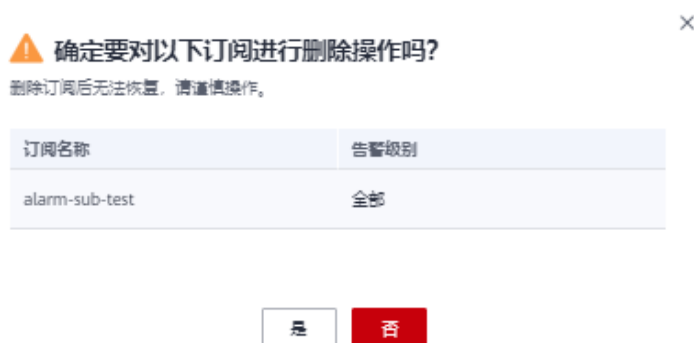 确定要对以下订阅进行删除操作吗？
删除订阅后无法恢复，请谨慎操作。
订阅名称 告警级别
alarm-sub-test 全部
是 否